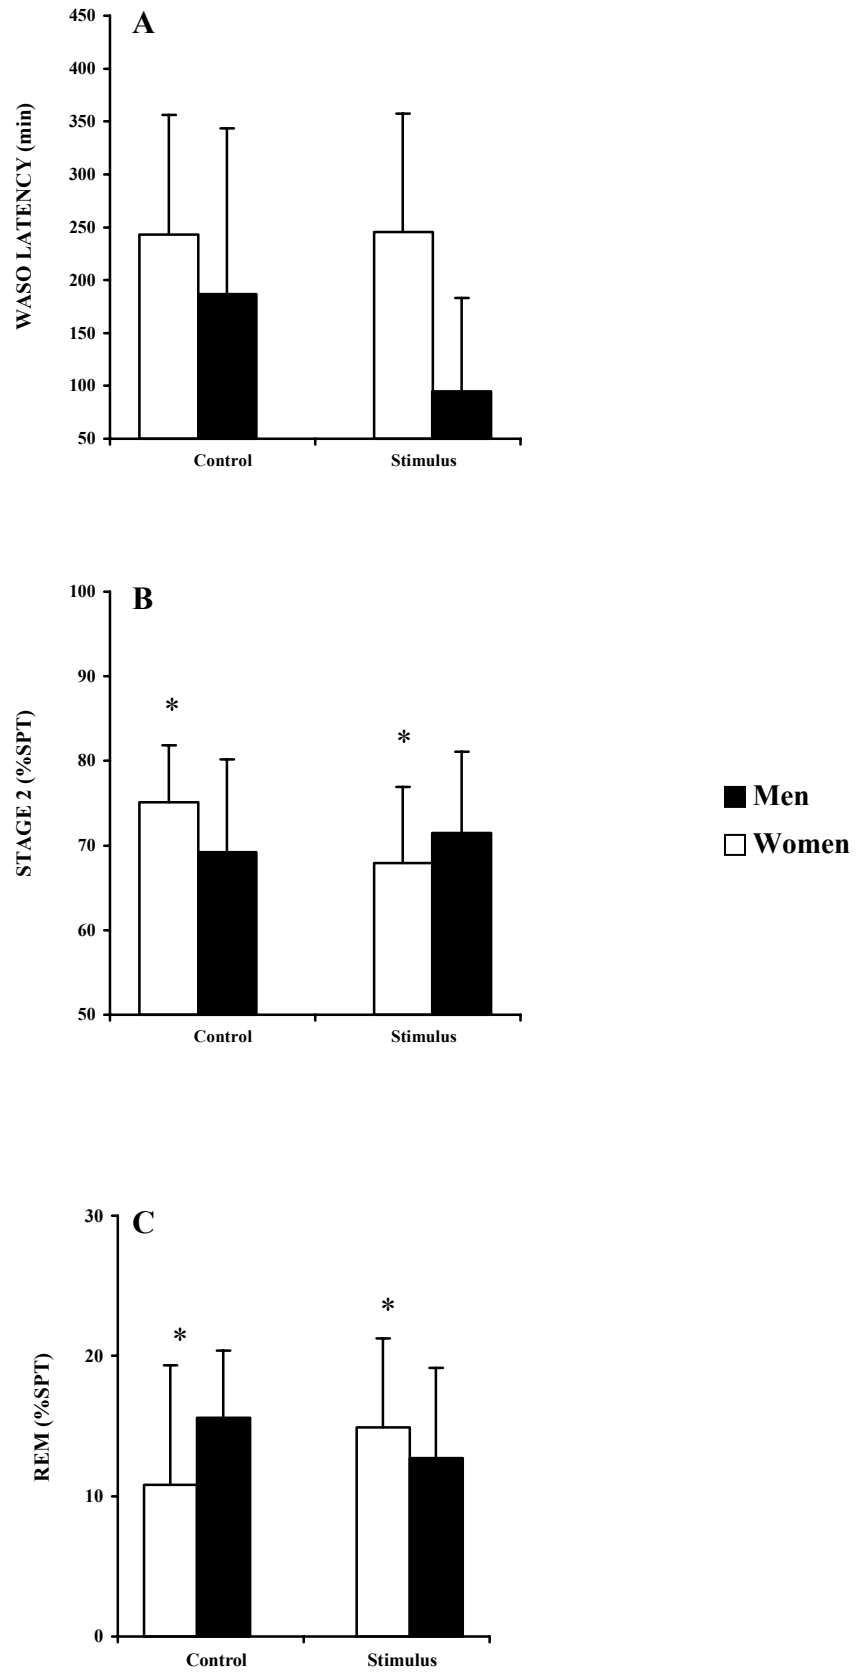 A
450
400
350
300
250
200
150
100
50
WASO LATENCY (min)
Control Stimulus
B
100
90
80
70
60
50
STAGE 2 (%SPT)
*
*
Control Stimulus
Men
Women
C
30
20
10
0
REM (%SPT)
*
*
Control Stimulus